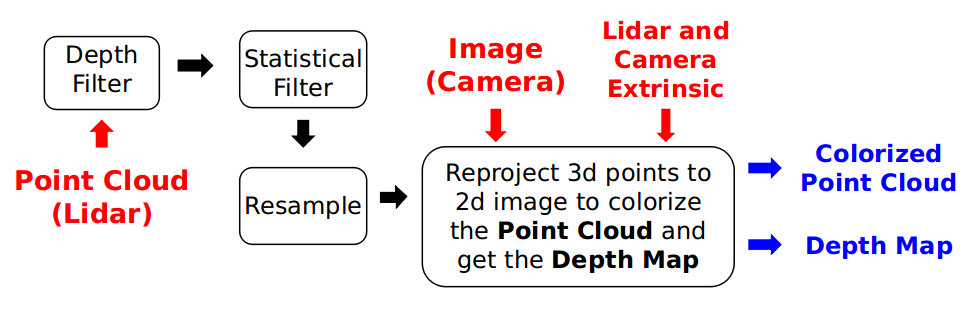 Depth
Filter
Statistical
Filter
Image
(Camera)
Lidar and
Camera
Extrinsic
Point Cloud
(Lidar)
Resample
Reproject 3d points to
2d image to colorize
the Point Cloud and
get the Depth Map
Colorized
Point Cloud
Depth Map